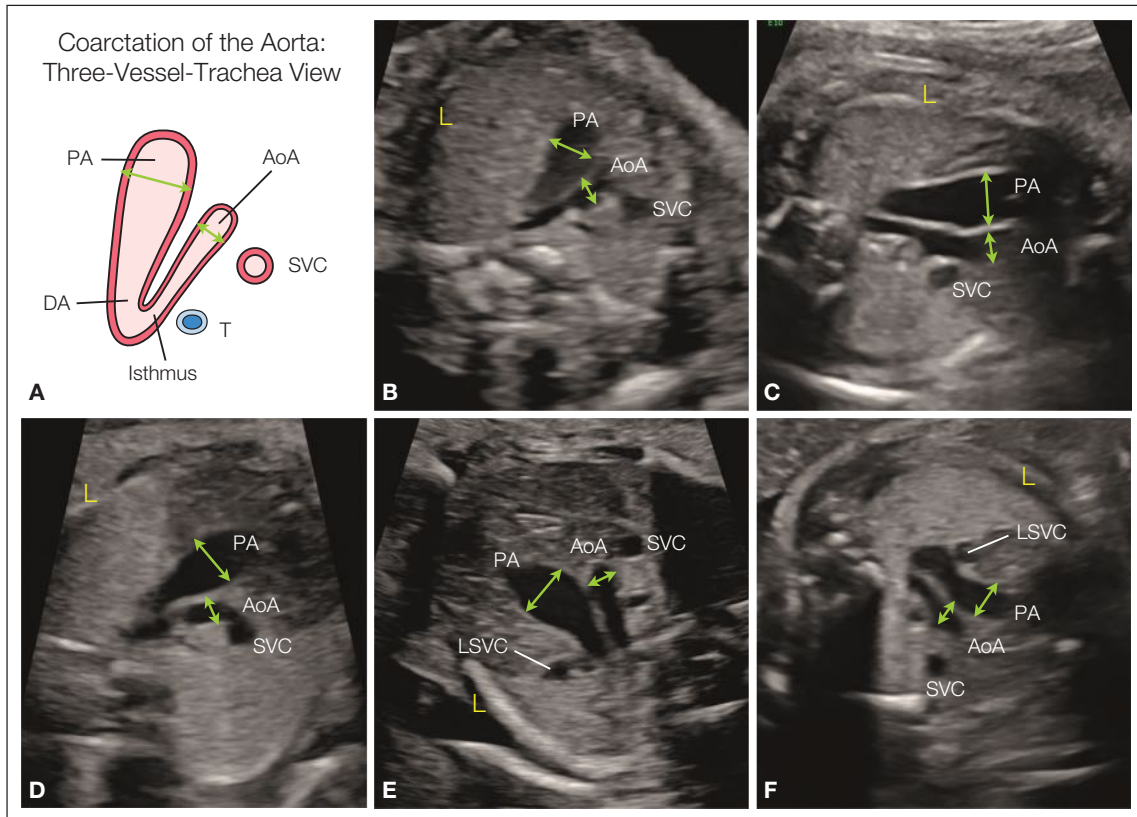 Coarctation of the Aorta:
Three-Vessel-Trachea View
PA
AoA
SVC
DA
T
Isthmus
A
L
PA
AoA
SVC
B
L
PA
AoA
SVC
C
L
PA
AoA
SVC
D
PA
AoA
SVC
LSVC
L
E
L
LSVC
PA
AoA
SVC
F